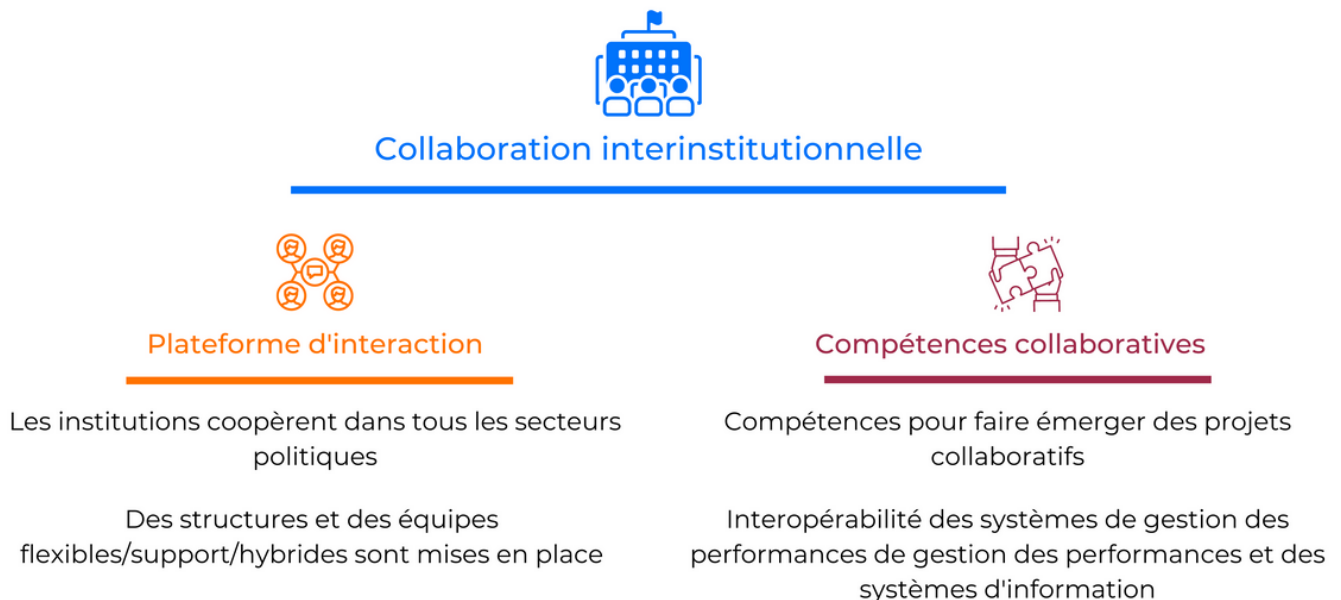 Collaboration interinstitutionnelle
Plateforme d'interaction
Les institutions coopèrent dans tous les secteurs
politiques
Des structures et des équipes
flexibles/support/hybrides sont mises en place
Compétences collaboratives
Compétences pour faire émerger des projets
collaboratifs
Interopérabilité des systèmes de gestion des
performances de gestion des performances et des
systèmes d'information